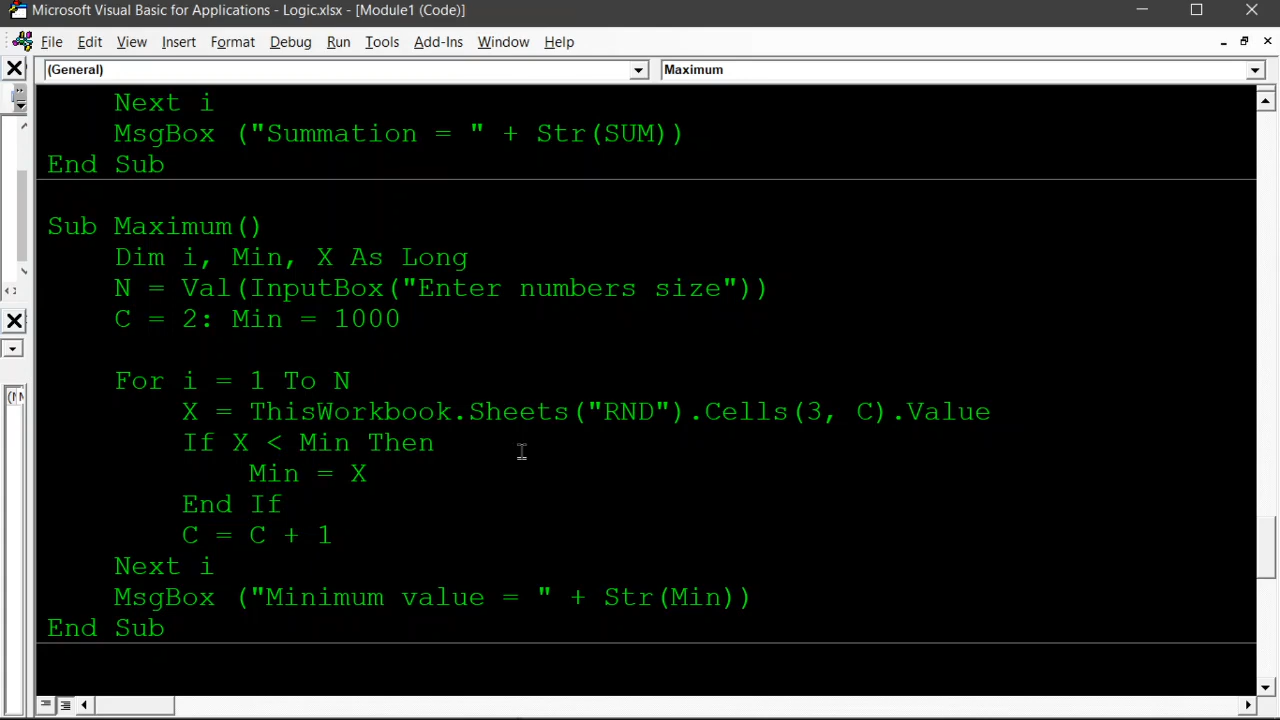 Microsoft Visual Basic for Applications - Logic.xlsx - [Module1 (Code)]
File Edit View Insert Format Debug Run Tools Add-Ins Window Help
(General) Maximum
Next i
MsgBox ("Summation = " + Str(SUM))
End Sub
Sub Maximum()
Dim i, Min, X As Long
N = Val(InputBox("Enter numbers size"))
C = 2: Min = 1000
For i = 1 To N
X = ThisWorkbook.Sheets("RND").Cells(3, C).Value
If X < Min Then
Min = X
End If
C = C + 1
Next i
MsgBox ("Minimum value = " + Str(Min))
End Sub